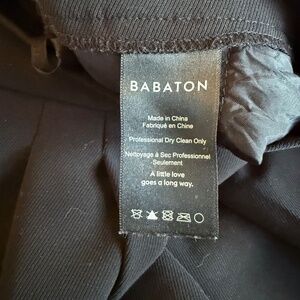 BABATON
Made in China
Fabriqué en Chine
Professional Dry Clean Only
Nettoyage à Sec Professionnel
Seulement
A little love
goes a long way.